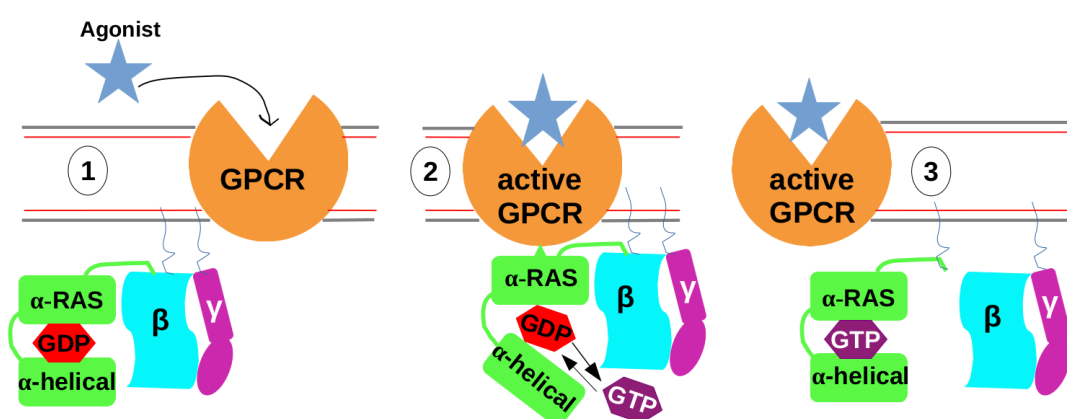 Agonist
1
GPCR
α-RAS
GDP
α-helical
β
γ
2
active
GPCR
α-RAS
GDP
α-helical
GTP
β
γ
active
GPCR
3
α-RAS
GTP
α-helical
β
γ